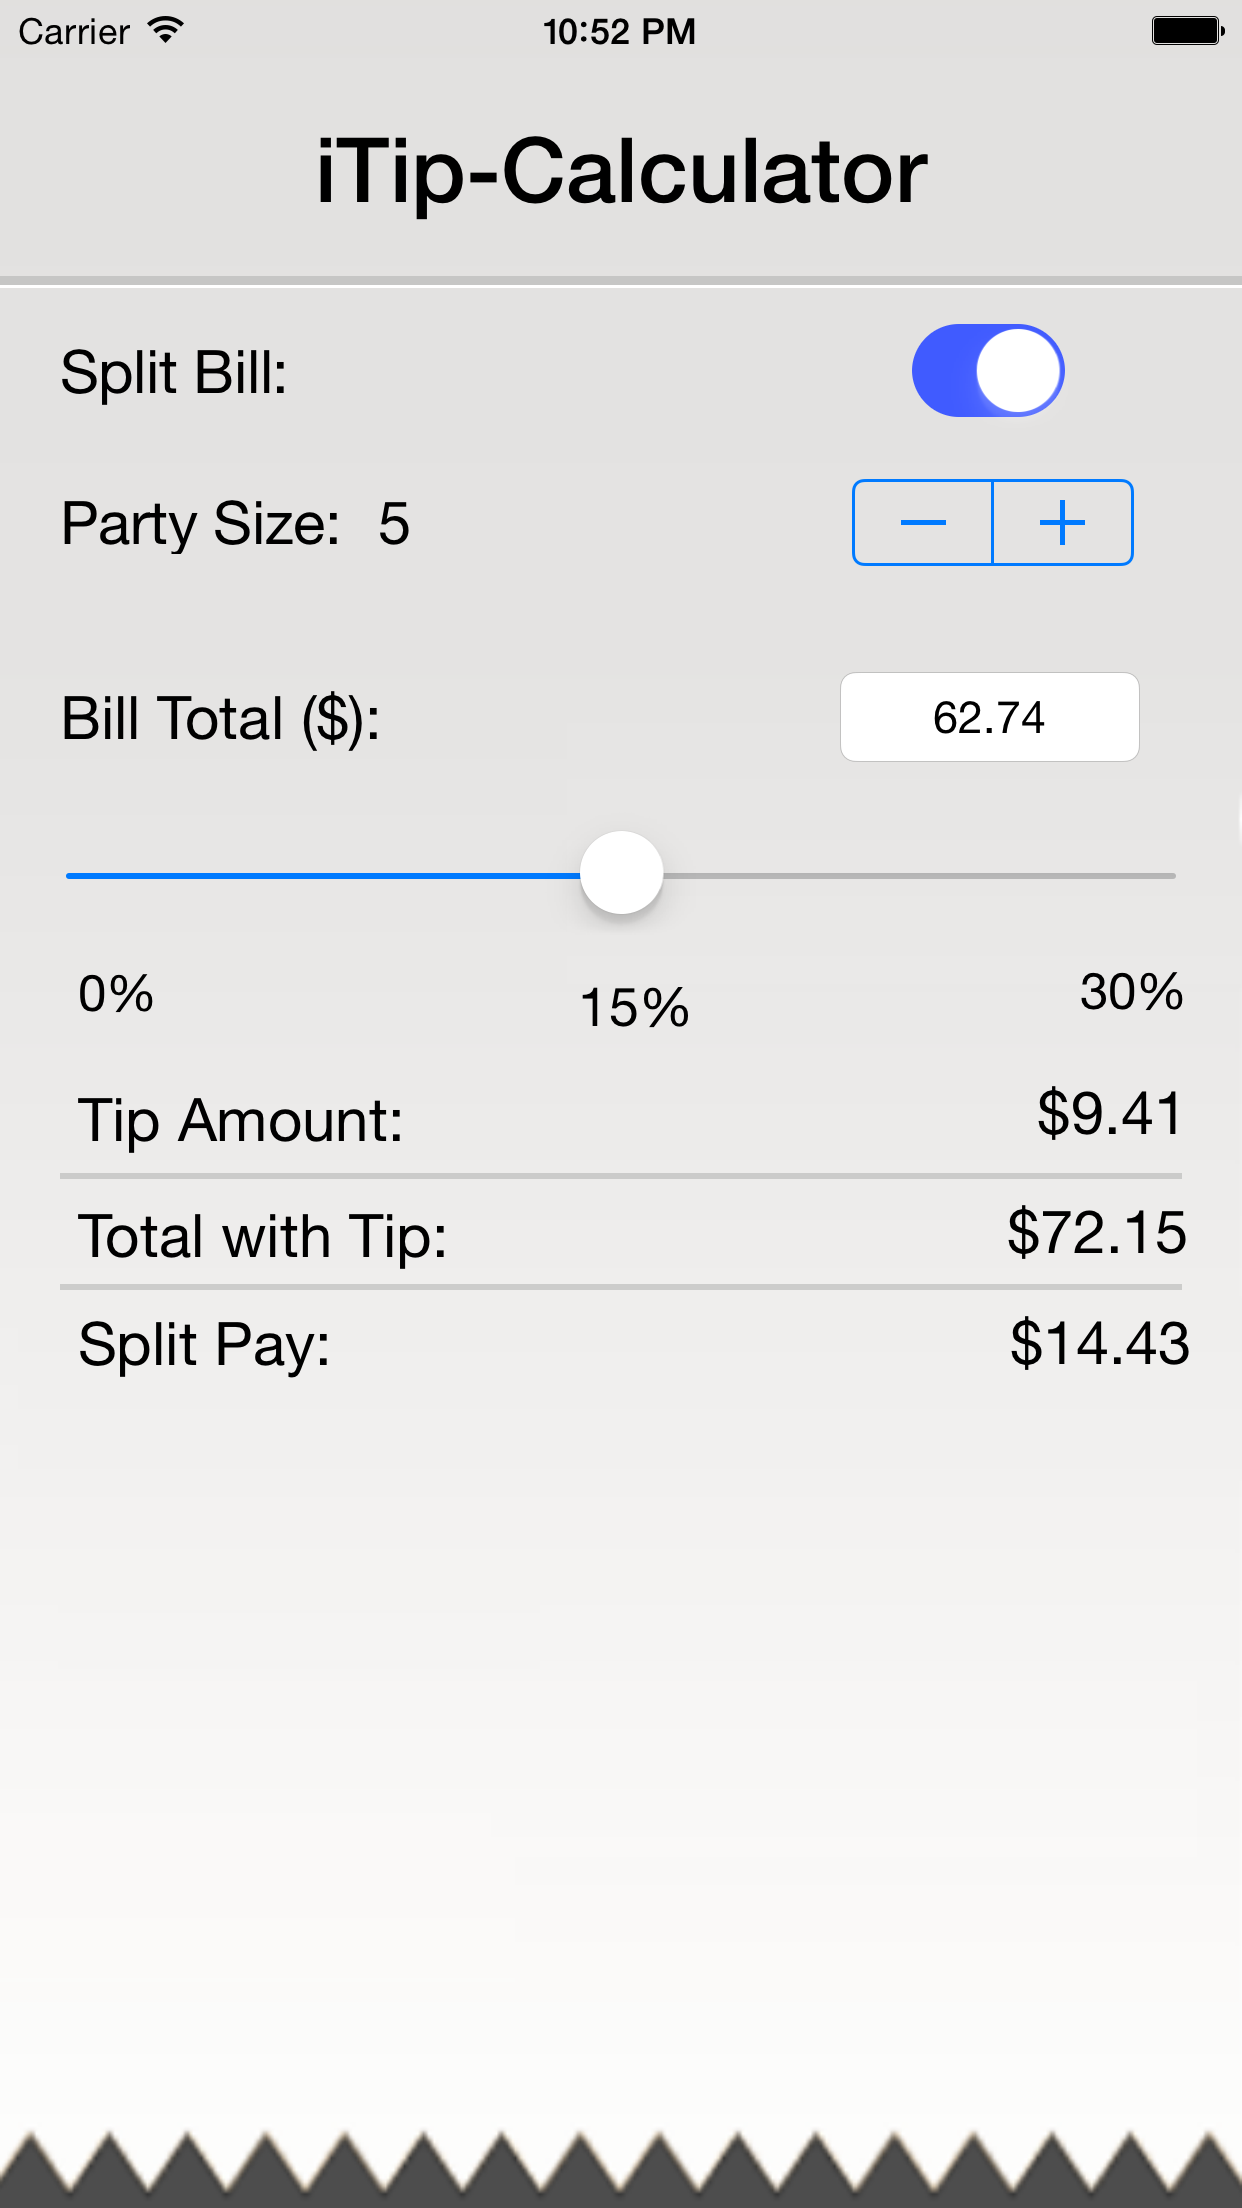 Carrier 10:52 PM
iTip-Calculator
Split Bill:
Party Size: 5
Bill Total ($): 62.74
0% 15% 30%
Tip Amount: $9.41
Total with Tip: $72.15
Split Pay: $14.43